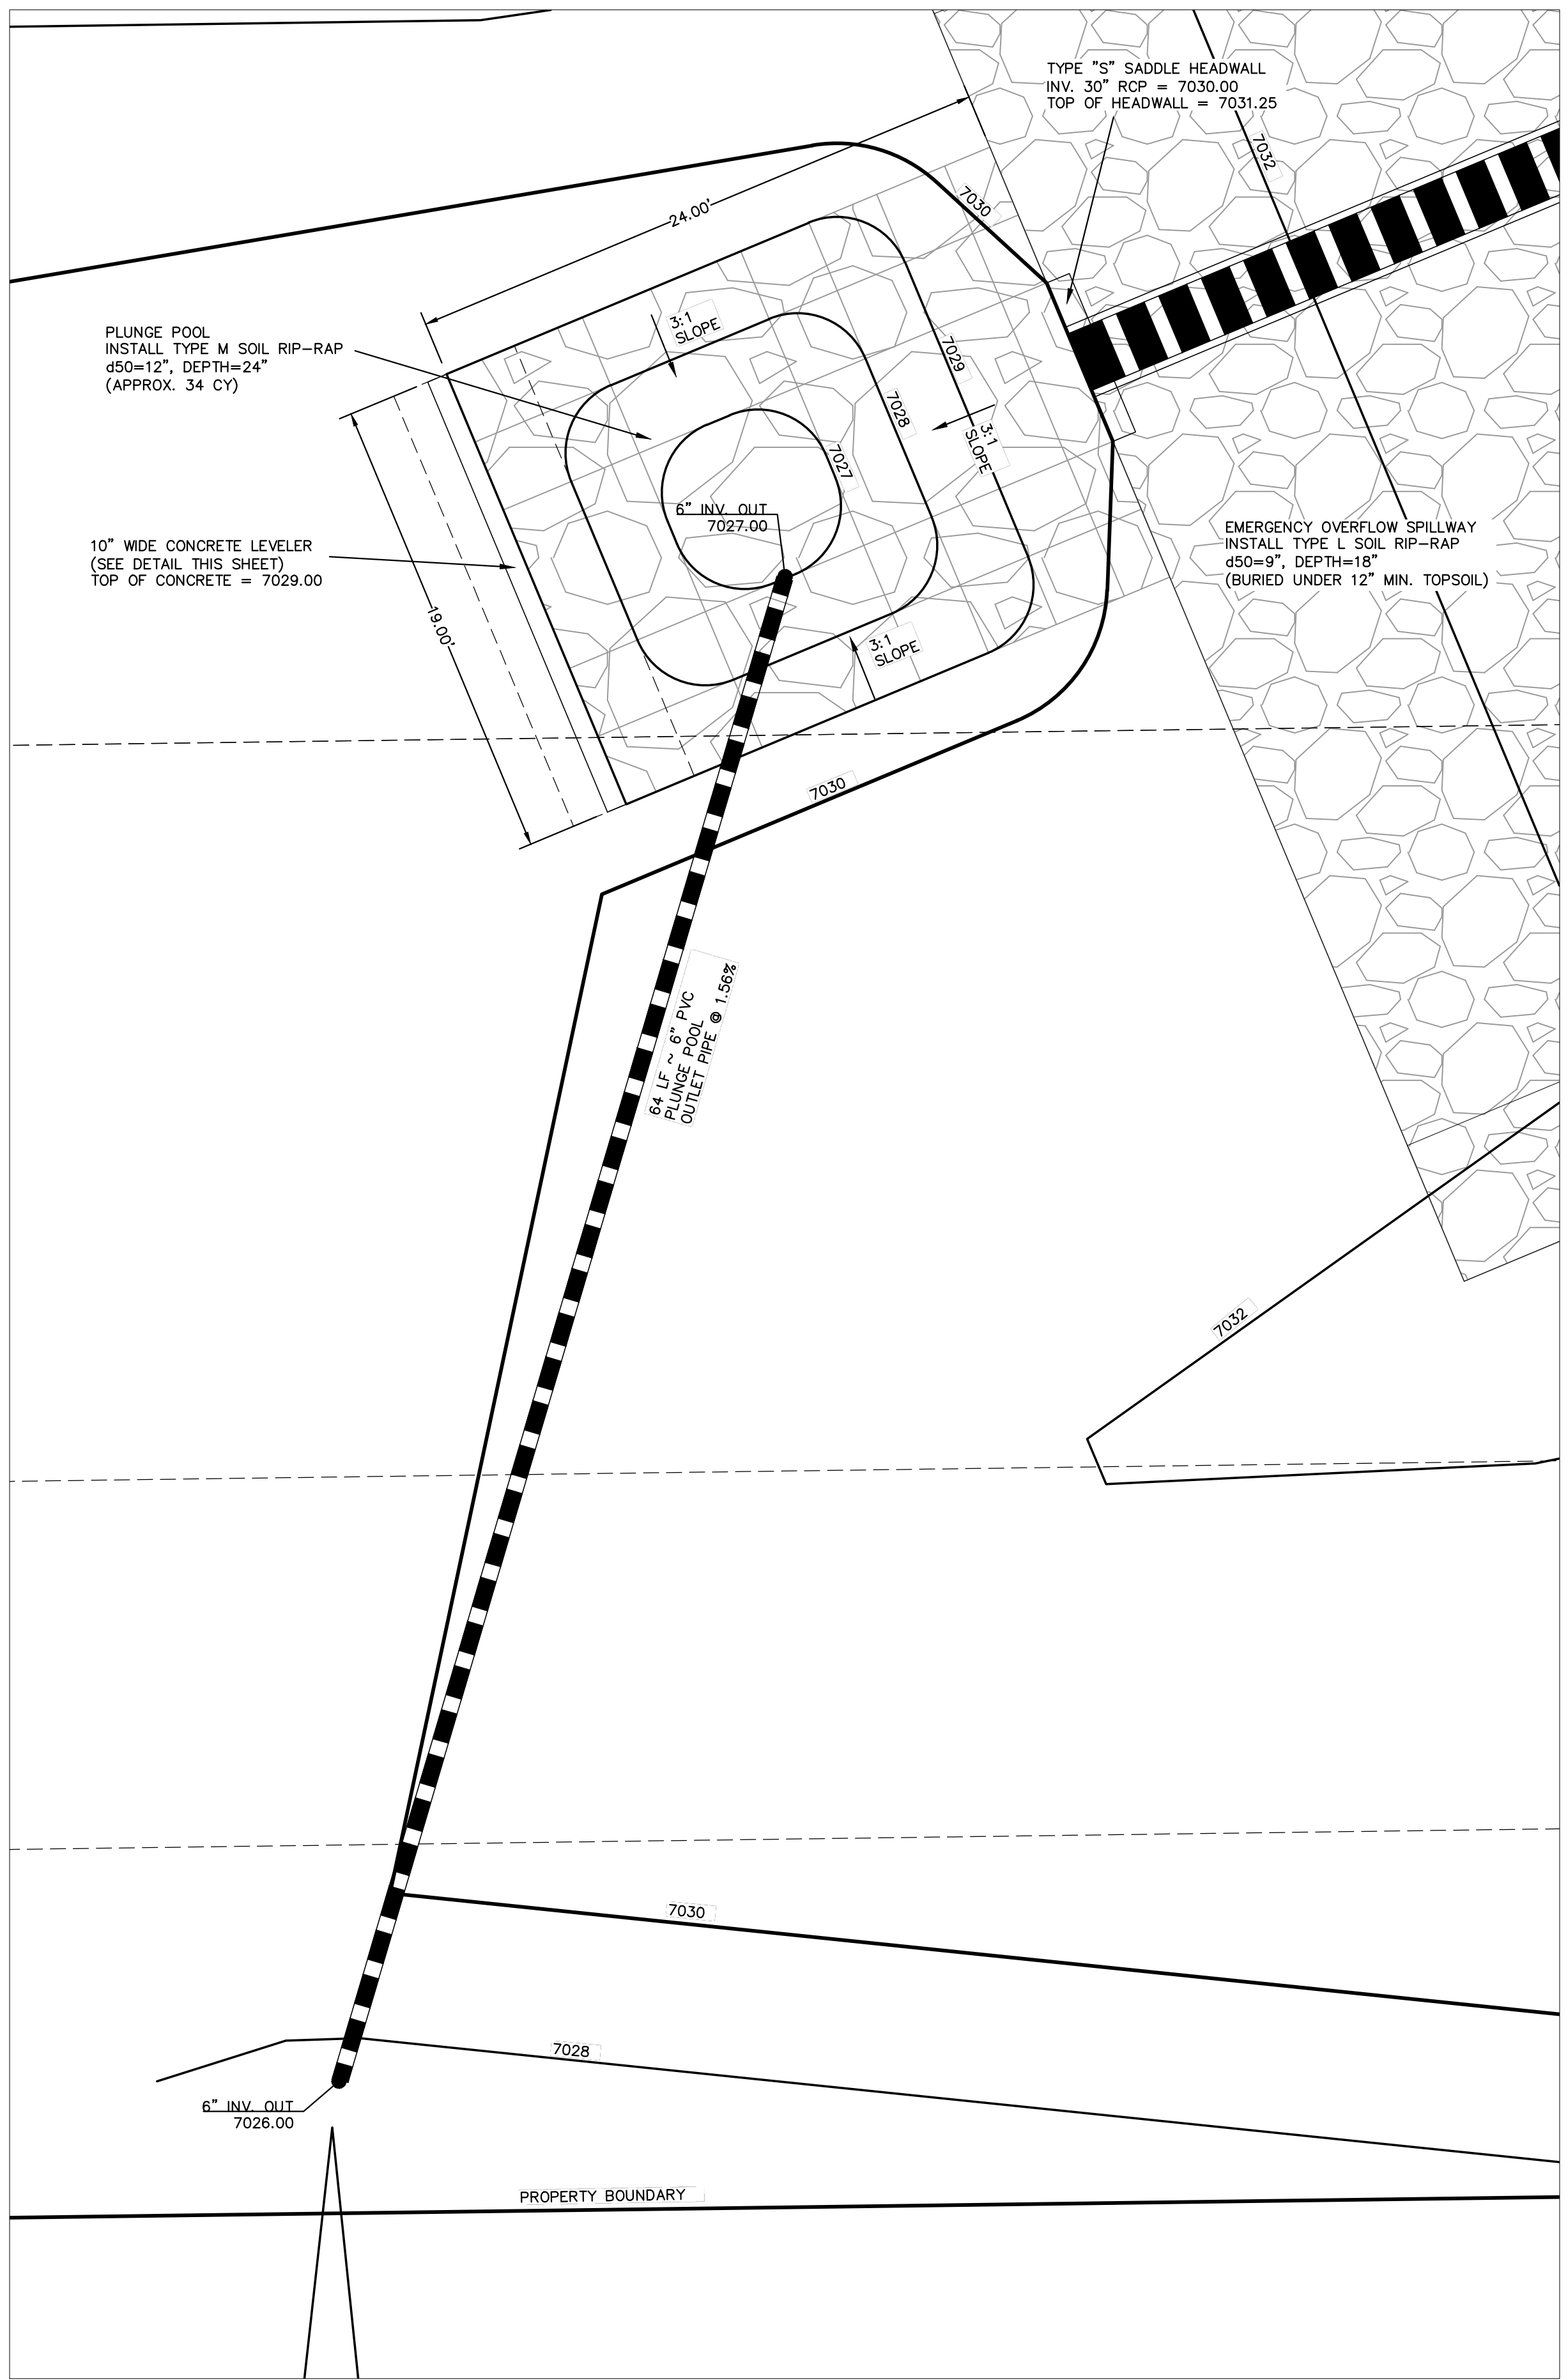 TYPE "S" SADDLE HEADWALL
INV. 30" RCP = 7030.00
TOP OF HEADWALL = 7031.25
7032
7030
24.00'
3:1
SLOPE
PLUNGE POOL
INSTALL TYPE M SOIL RIP-RAP
d50=12", DEPTH=24"
(APPROX. 34 CY)
7029
7028
7027
3:1
SLOPE
6" INV. OUT
7027.00
10" WIDE CONCRETE LEVELER
(SEE DETAIL THIS SHEET)
TOP OF CONCRETE = 7029.00
EMERGENCY OVERFLOW SPILLWAY
INSTALL TYPE L SOIL RIP-RAP
d50=9", DEPTH=18"
(BURIED UNDER 12" MIN. TOPSOIL)
19.00'
3:1
SLOPE
7030
64 LF ~ 6" PVC
PLUNGE POOL
OUTLET PIPE @ 1.56%
7032
7030
7028
6" INV. OUT
7026.00
PROPERTY BOUNDARY